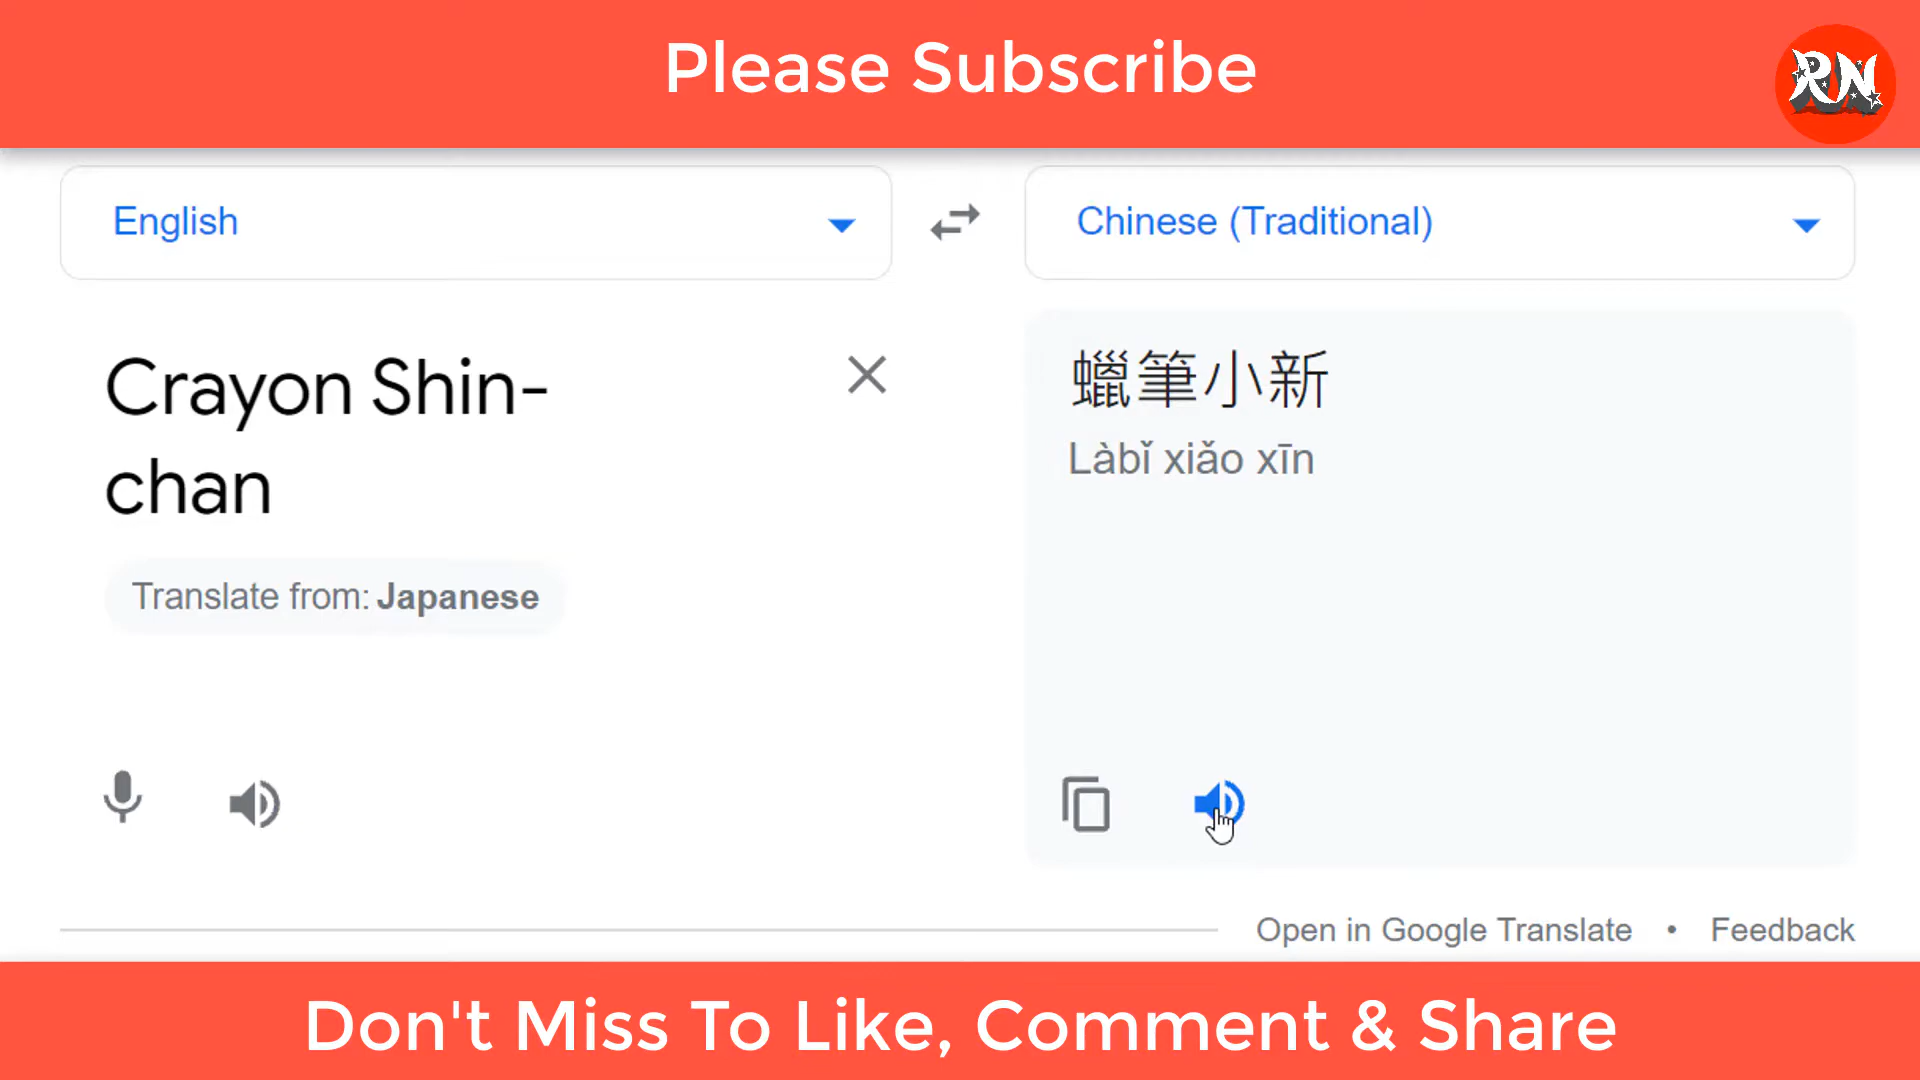 Please Subscribe
RN
English
Chinese (Traditional)
Crayon Shin-
chan
蠟筆小新
Làbǐ xiǎo xīn
Translate from: Japanese
Open in Google Translate • Feedback
Don't Miss To Like, Comment & Share